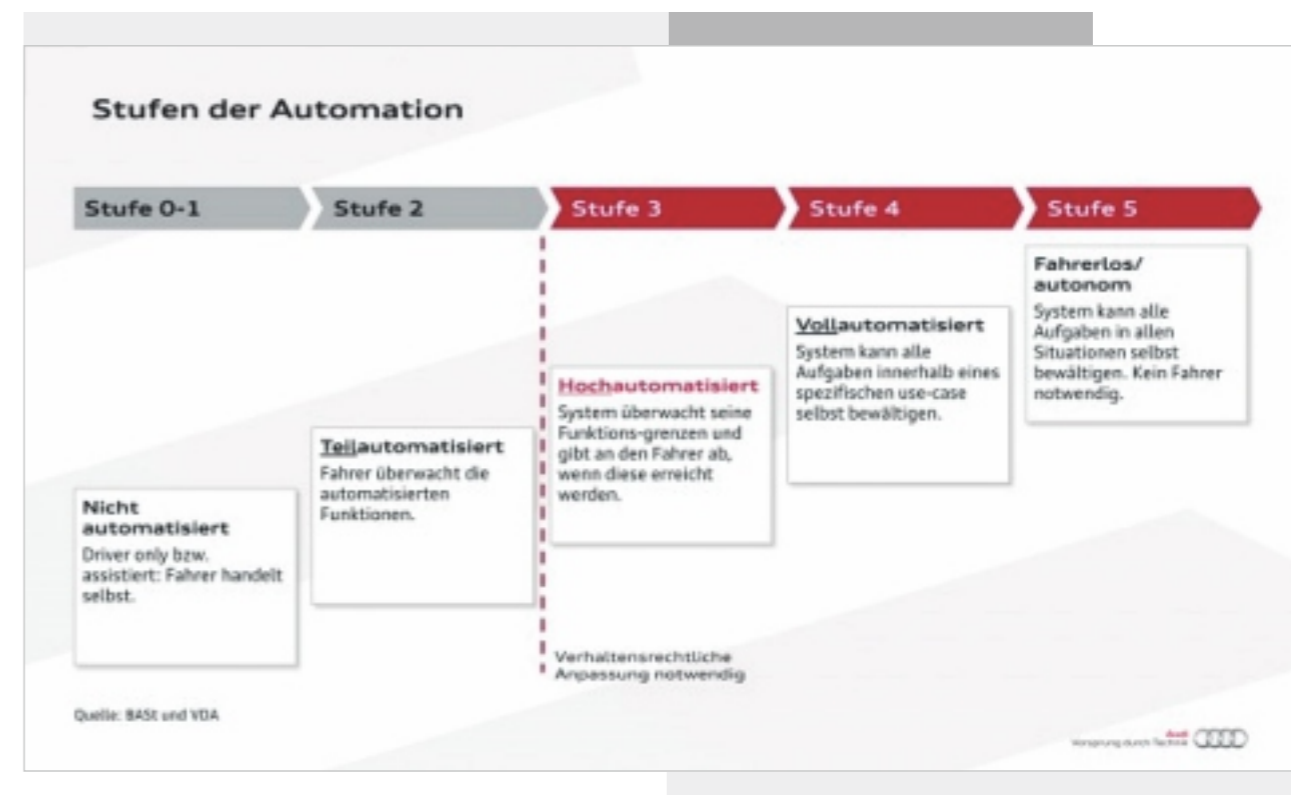 Stufen der Automation
Stufe 0-1
Stufe 2
Stufe 3
Stufe 4
Stufe 5
Nicht
automatisiert
Driver only bzw.
assistiert: Fahrer handelt
selbst.
Teilautomatisiert
Fahrer überwacht die
automatisierten
Funktionen.
Hochautomatisiert
System überwacht seine
Funktions-grenzen und
gibt an den Fahrer ab,
wenn diese erreicht
werden.
Vollautomatisiert
System kann alle
Aufgaben innerhalb eines
spezifischen use-case
selbst bewältigen.
Fahrerlos/
autonom
System kann alle
Aufgaben in allen
Situationen selbst
bewältigen. Kein Fahrer
notwendig.
Verhaltensrechtliche
Anpassung notwendig
Quelle: BASt und VDA
Audi
Vorsprung durch Technik